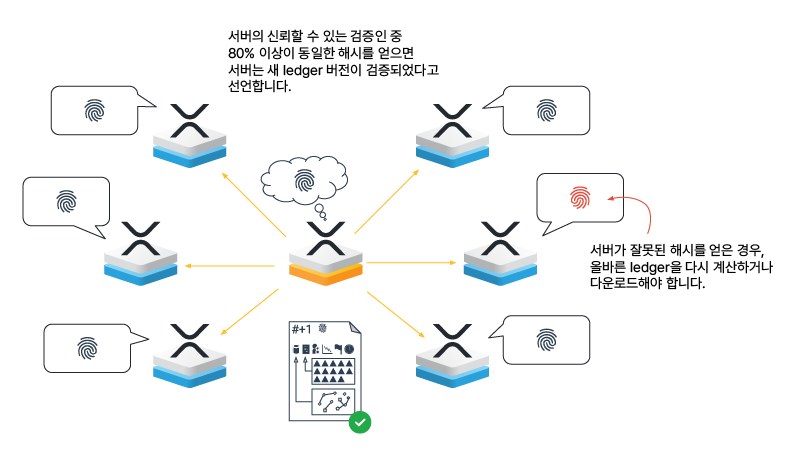 서버의 신뢰할 수 있는 검증인 중
80% 이상이 동일한 해시를 얻으면
서버는 새 ledger 버전이 검증되었다고
선언합니다.
서버가 잘못된 해시를 얻은 경우,
올바른 ledger을 다시 계산하거나
다운로드해야 합니다.
#+1